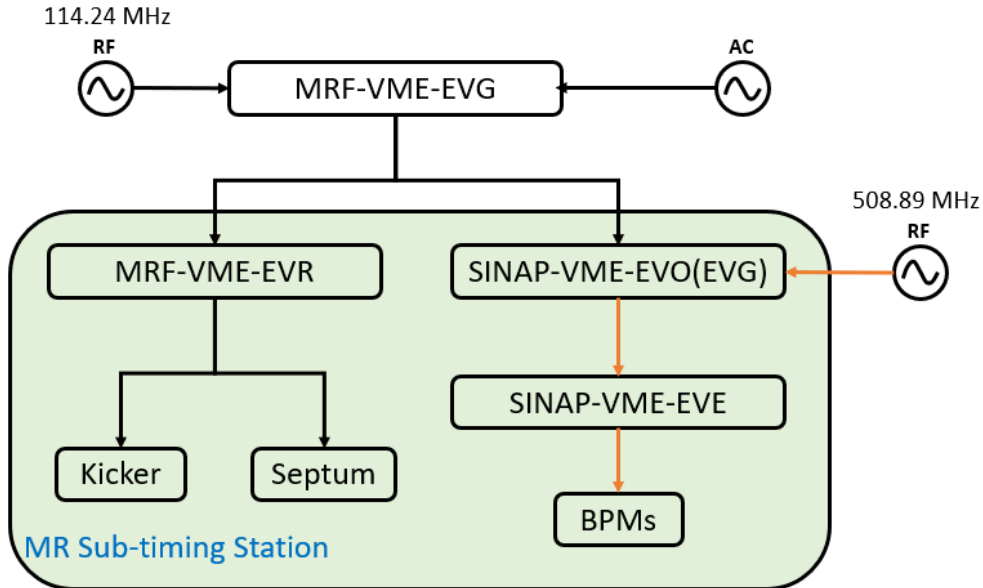 114.24 MHz
RF
AC
MRF-VME-EVG
508.89 MHz
RF
MRF-VME-EVR
SINAP-VME-EVO(EVG)
SINAP-VME-EVE
Kicker
Septum
BPMs
MR Sub-timing Station